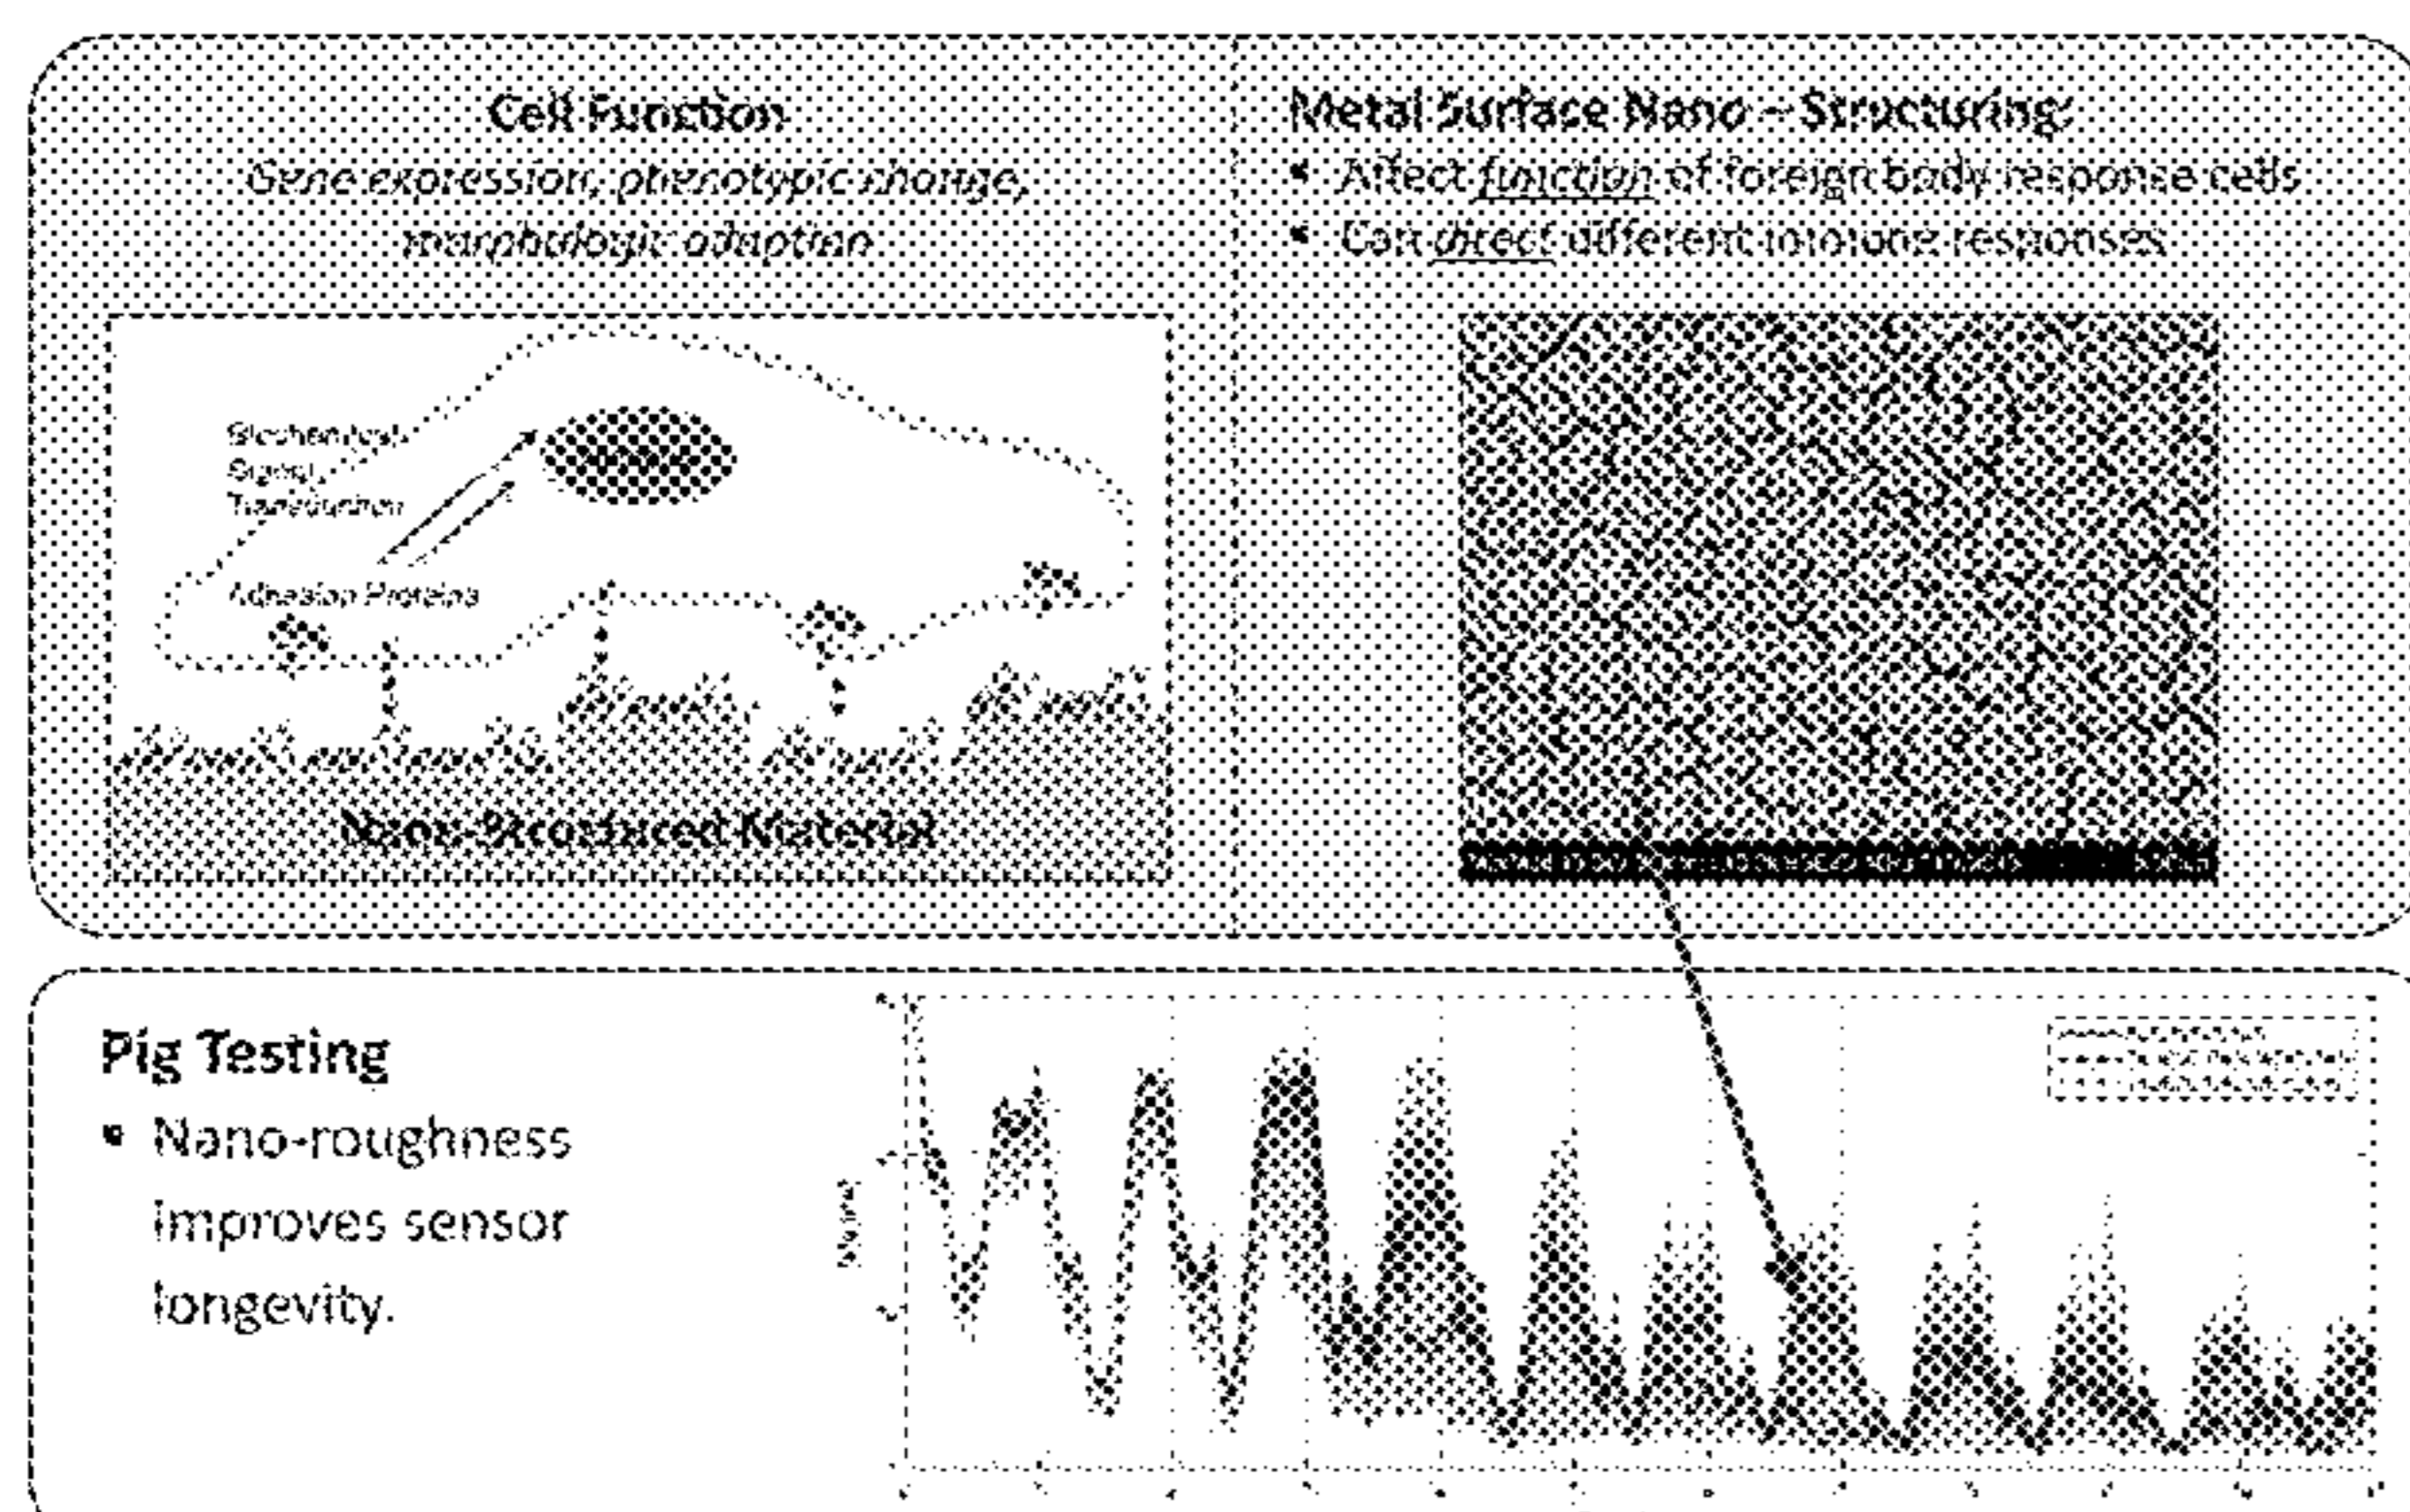 Cell Function
Gene expression, phenotypic change,
morphologic adaption
Biochemical
Signal
Transduction
Adhesion Proteins
Nano-Structured Material
Metal Surface Nano – Structuring:
• Affect function of foreign body response cells
• Can direct different immune responses
Pig Testing
• Nano-roughness
improves sensor
longevity.